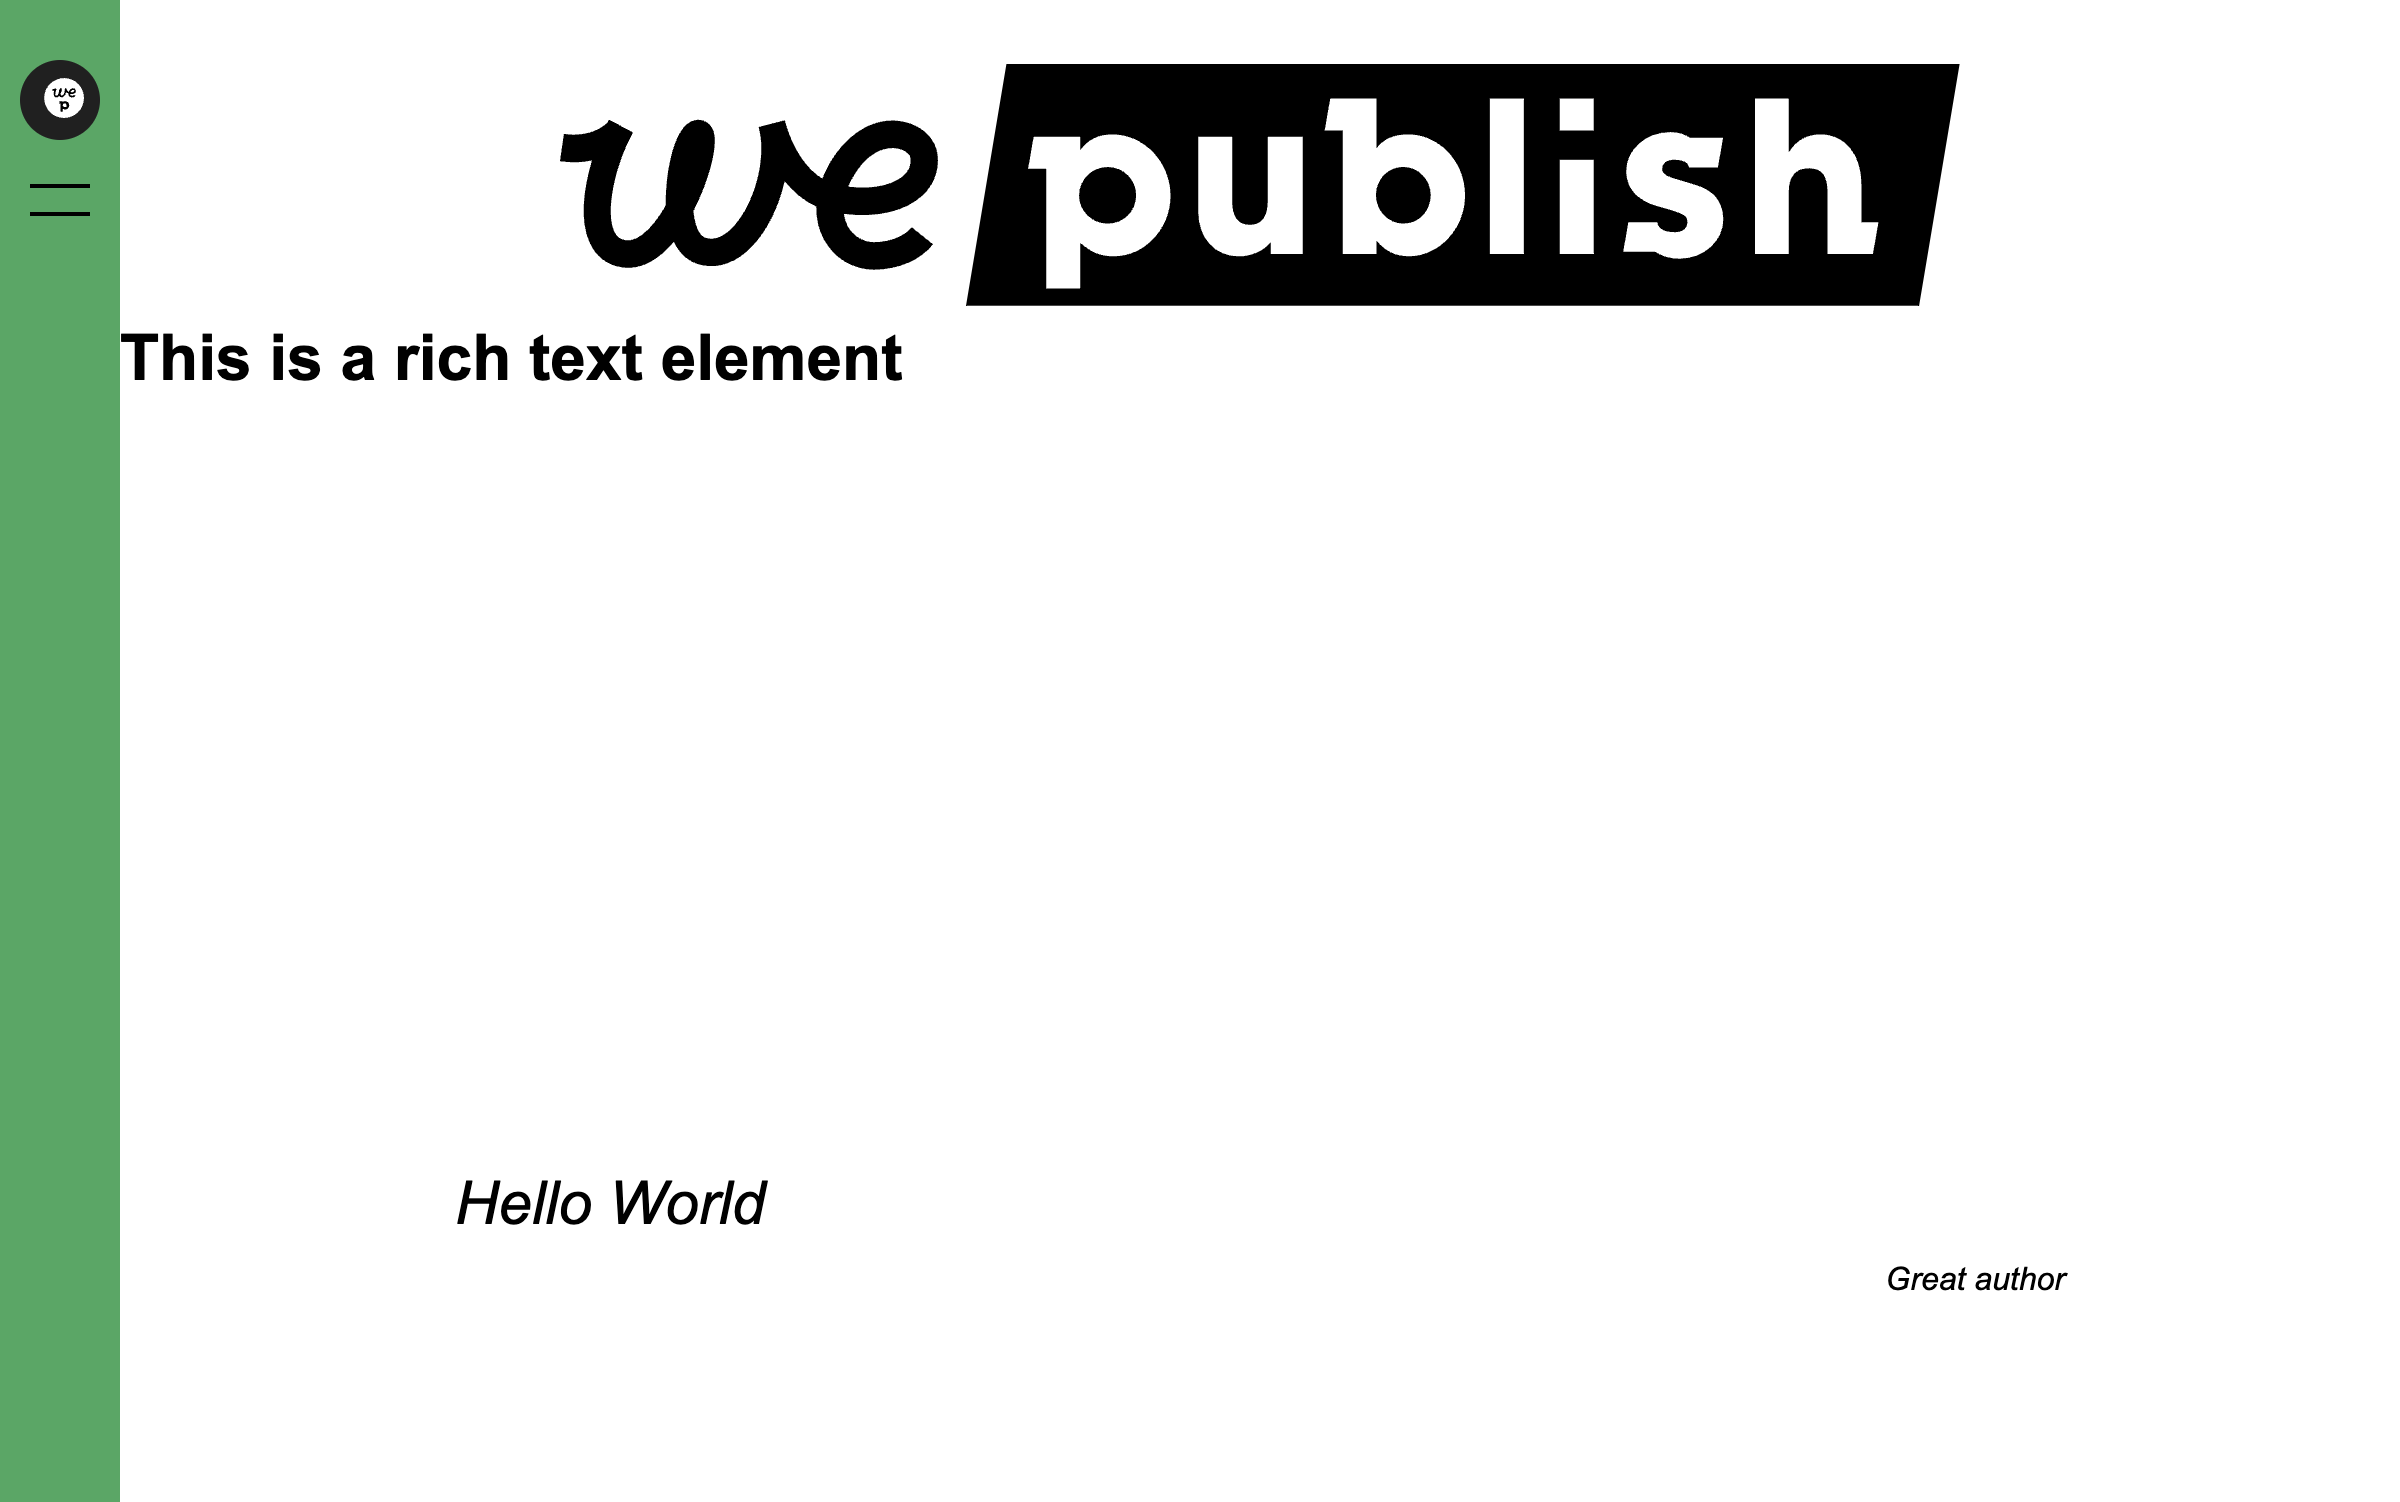 we
p
we publish
This is a rich text element
Hello World
Great author